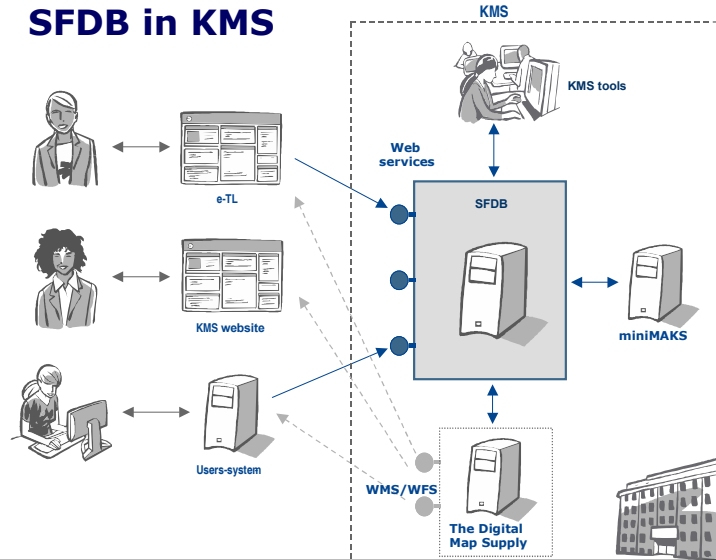 SFDB in KMS
KMS
KMS tools
Web
services
e-TL
SFDB
KMS website
miniMAKS
Users-system
WMS/WFS
The Digital
Map Supply